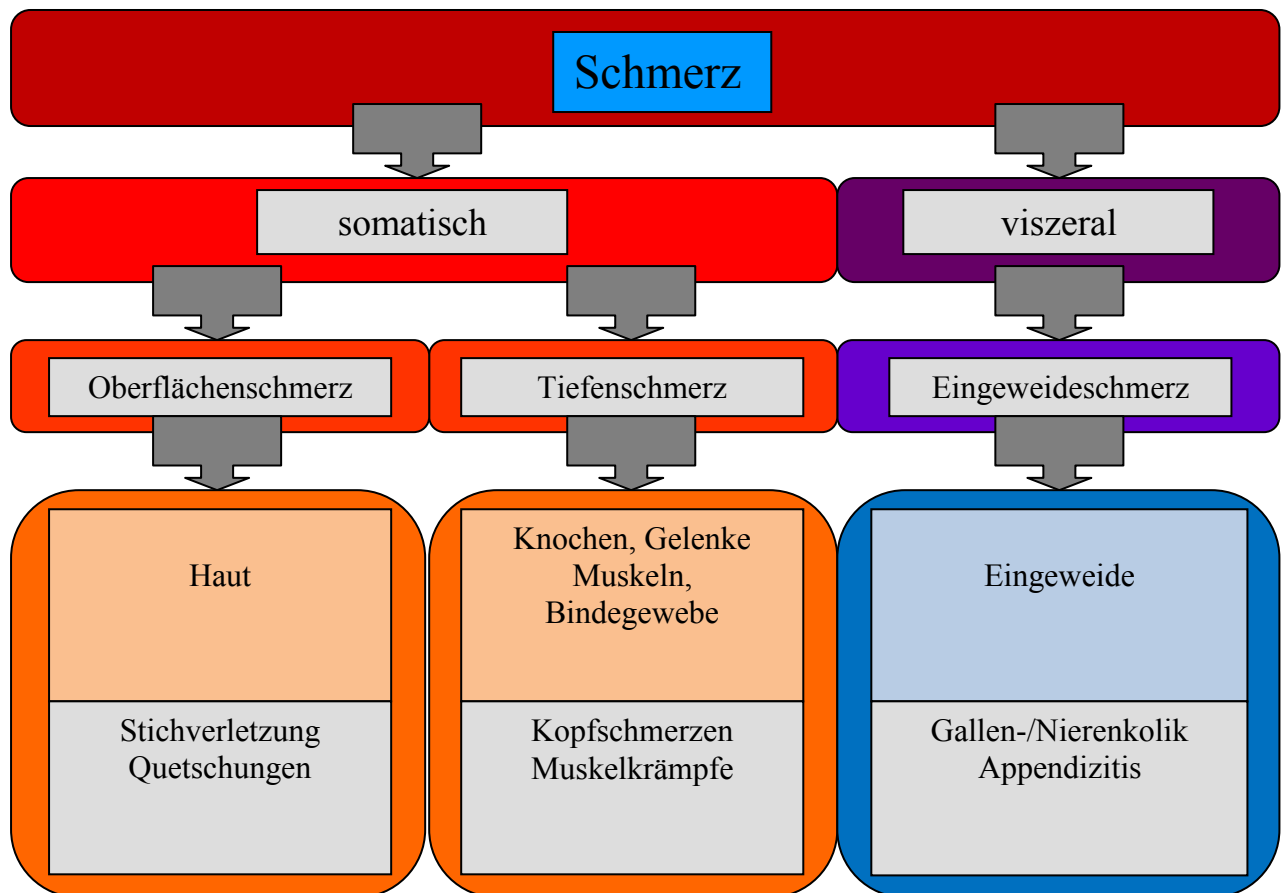 Schmerz
somatisch
viszeral
Oberflächenschmerz
Tiefenschmerz
Eingeweideschmerz
Haut
Knochen, Gelenke
Muskeln,
Bindegewebe
Eingeweide
Stichverletzung
Quetschungen
Kopfschmerzen
Muskelkrämpfe
Gallen-/Nierenkolik
Appendizitis